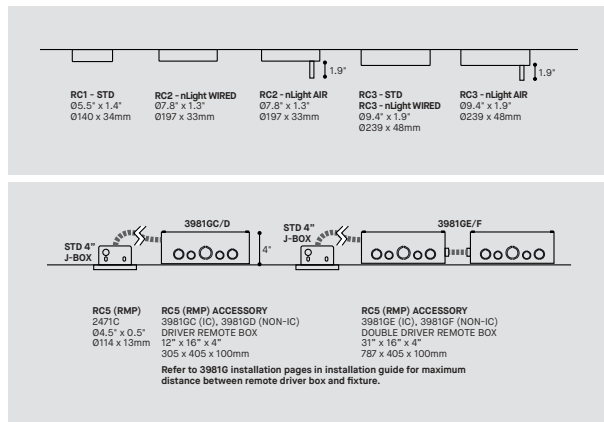 1.9"
1.9"
RC1 - STD
Ø5.5" x 1.4"
Ø140 x 34mm
RC2 - nLight WIRED
Ø7.8" x 1.3"
Ø197 x 33mm
RC2 - nLight AIR
Ø7.8" x 1.3"
Ø197 x 33mm
RC3 - STD
RC3 - nLight WIRED
Ø9.4" x 1.9"
Ø239 x 48mm
RC3 - nLight AIR
Ø9.4" x 1.9"
Ø239 x 48mm
STD 4”
J-BOX
3981GC/D
4"
STD 4”
J-BOX
3981GE/F
RC5 (RMP)
2471C
Ø4.5" x 0.5"
Ø114 x 13mm
RC5 (RMP) ACCESSORY
3981GC (IC), 3981GD (NON-IC)
DRIVER REMOTE BOX
12” x 16” x 4”
305 x 405 x 100mm
RC5 (RMP) ACCESSORY
3981GE (IC), 3981GF (NON-IC)
DOUBLE DRIVER REMOTE BOX
31” x 16” x 4”
787 x 405 x 100mm
Refer to 3981G installation pages in installation guide for maximum
distance between remote driver box and fixture.